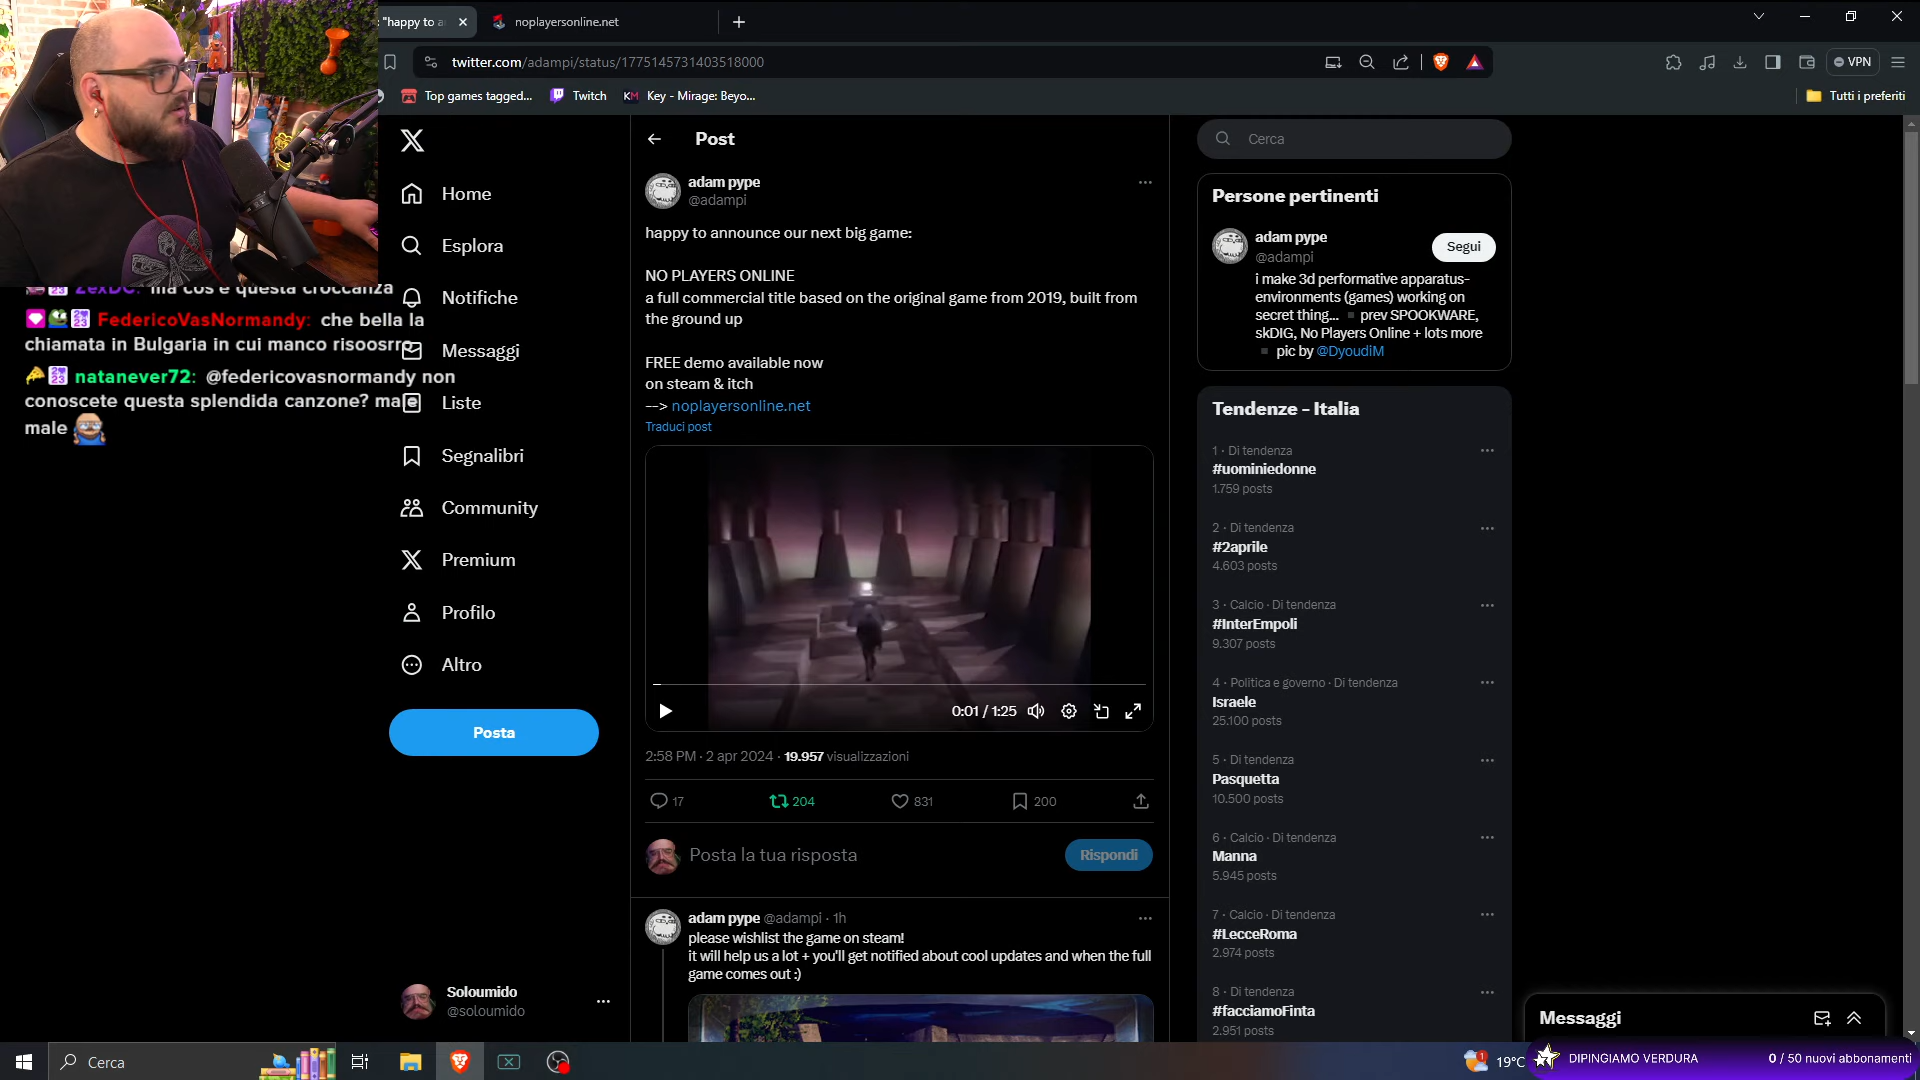 "happy to a
noplayersonline.net
twitter.com/adampi/status/1775145731403518000
VPN
Top games tagged...
Twitch
KM
Key - Mirage: Beyo...
Tutti i preferiti
ma cos'è questa croccanza
FedericoVasNormandy: che bella la
chiamata in Bulgaria in cui manco risoosrro
natanever72: @federicovasnormandy non
conoscete questa splendida canzone? male
male
Home
Esplora
Notifiche
Messaggi
Liste
Segnalibri
Community
Premium
Profilo
Altro
Posta
Soloumido
@soloumido
Post
adam pype
@adampi
happy to announce our next big game:
NO PLAYERS ONLINE
a full commercial title based on the original game from 2019, built from
the ground up
FREE demo available now
on steam & itch
--> noplayersonline.net
Traduci post
0:01 / 1:25
2:58 PM · 2 apr 2024 · 19.957 visualizzazioni
17
204
831
200
Posta la tua risposta
Rispondi
adam pype @adampi · 1h
please wishlist the game on steam!
it will help us a lot + you'll get notified about cool updates and when the full
game comes out :)
Cerca
Persone pertinenti
adam pype
@adampi
Segui
i make 3d performative apparatus-
environments (games) working on
secret thing... ▪ prev SPOOKWARE,
skDIG, No Players Online + lots more
▪ pic by @DyoudiM
Tendenze – Italia
1 · Di tendenza
#uominiedonne
1.759 posts
2 · Di tendenza
#2aprile
4.603 posts
3 · Calcio · Di tendenza
#InterEmpoli
9.307 posts
4 · Politica e governo · Di tendenza
Israele
25.100 posts
5 · Di tendenza
Pasquetta
10.500 posts
6 · Calcio · Di tendenza
Manna
5.945 posts
7 · Calcio · Di tendenza
#LecceRoma
2.974 posts
8 · Di tendenza
#facciamoFinta
2.951 posts
Messaggi
Cerca
1
19°C
DIPINGIAMO VERDURA
0 / 50 nuovi abbonamenti